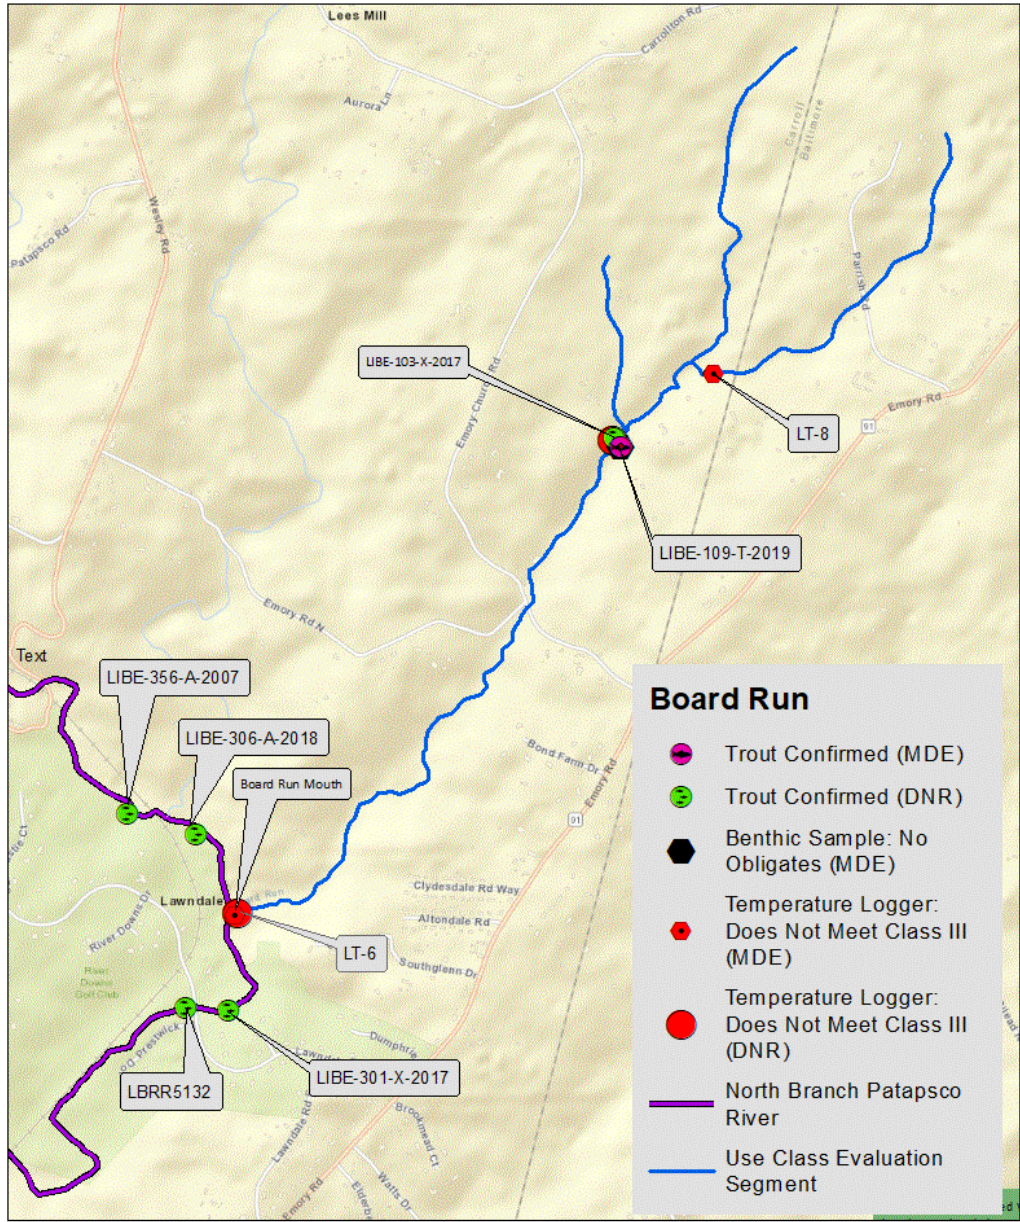 Lees Mill
Carrollton Rd
Aurora Ln
Carroll
Baltimore
Wesley Rd
Patapsco Rd
Parrish Rd
LIBE-103-X-2017
Emory Church Rd
Emory Rd
91
LT-8
LIBE-109-T-2019
Emory Rd N
Text
LIBE-356-A-2007
LIBE-306-A-2018
Board Run Mouth
Bond Farm Dr
Emory Rd
91
Lawndale
River Downs Dr
Clydesdale Rd Way
Altondale Rd
LT-6
Southglenn Dr
River
Downs
Golf Club
Prestwick
Dumphrie
LBRR5132
LIBE-301-X-2017
Lawndale Rd
Brookmead Ct
Watts Dr
Emory Rd
Board Run
Trout Confirmed (MDE)
Trout Confirmed (DNR)
Benthic Sample: No
Obligates (MDE)
Temperature Logger:
Does Not Meet Class III
(MDE)
Temperature Logger:
Does Not Meet Class III
(DNR)
North Branch Patapsco
River
Use Class Evaluation
Segment